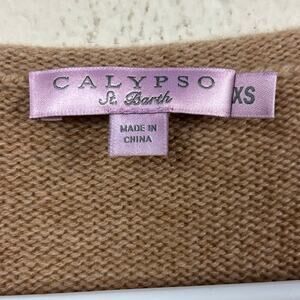 CALYPSO
St. Barth
XS
MADE IN
CHINA